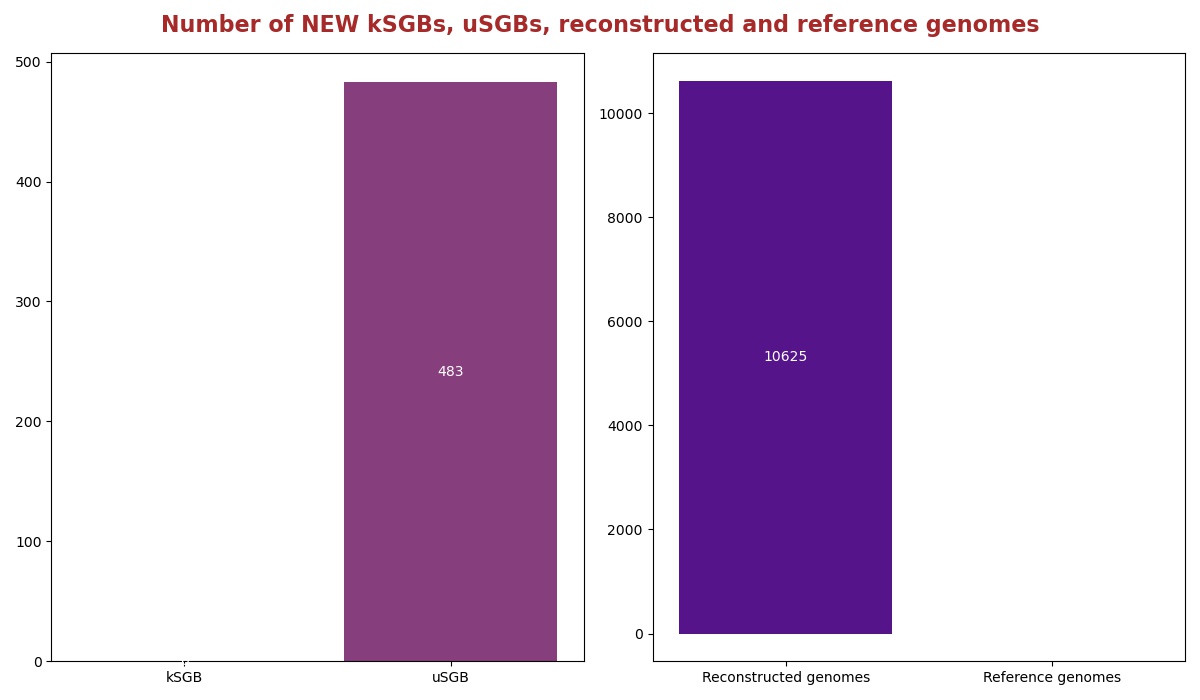 Number of NEW kSGBs, uSGBs, reconstructed and reference genomes
500
400
300
200
100
0
483
kSGB
uSGB
10000
8000
6000
4000
2000
0
10625
Reconstructed genomes
Reference genomes